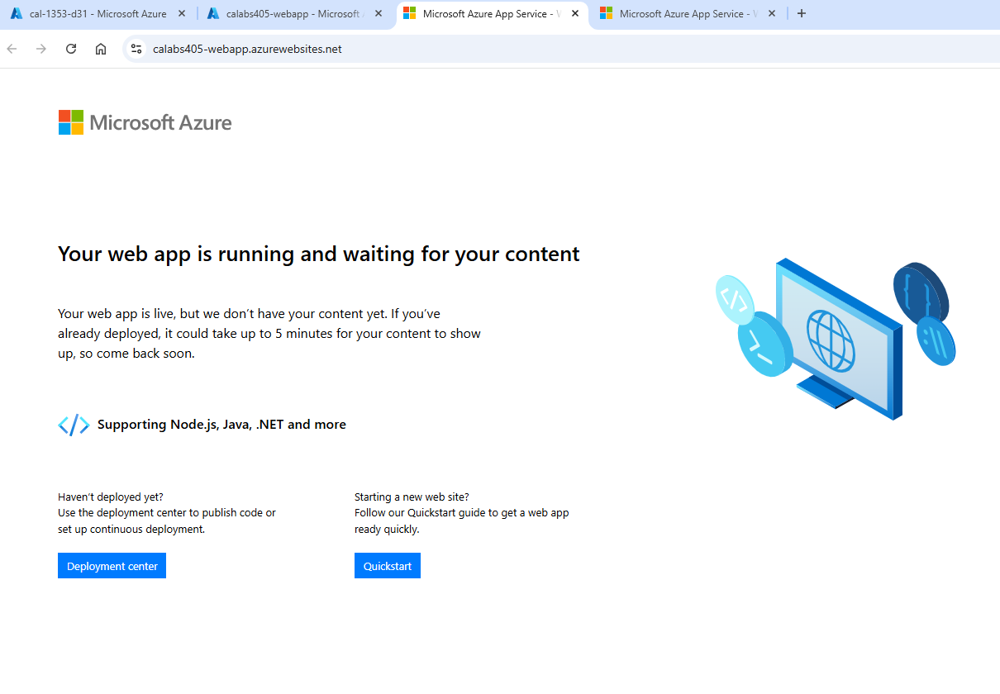 cal-1353-d31 - Microsoft Azure
calabs405-webapp - Microsoft
Microsoft Azure App Service -
Microsoft Azure App Service -
calabs405-webapp.azurewebsites.net
Microsoft Azure
Your web app is running and waiting for your content
Your web app is live, but we don’t have your content yet. If you’ve
already deployed, it could take up to 5 minutes for your content to show
up, so come back soon.
Supporting Node.js, Java, .NET and more
Haven’t deployed yet?
Use the deployment center to publish code or
set up continuous deployment.
Deployment center
Starting a new web site?
Follow our Quickstart guide to get a web app
ready quickly.
Quickstart